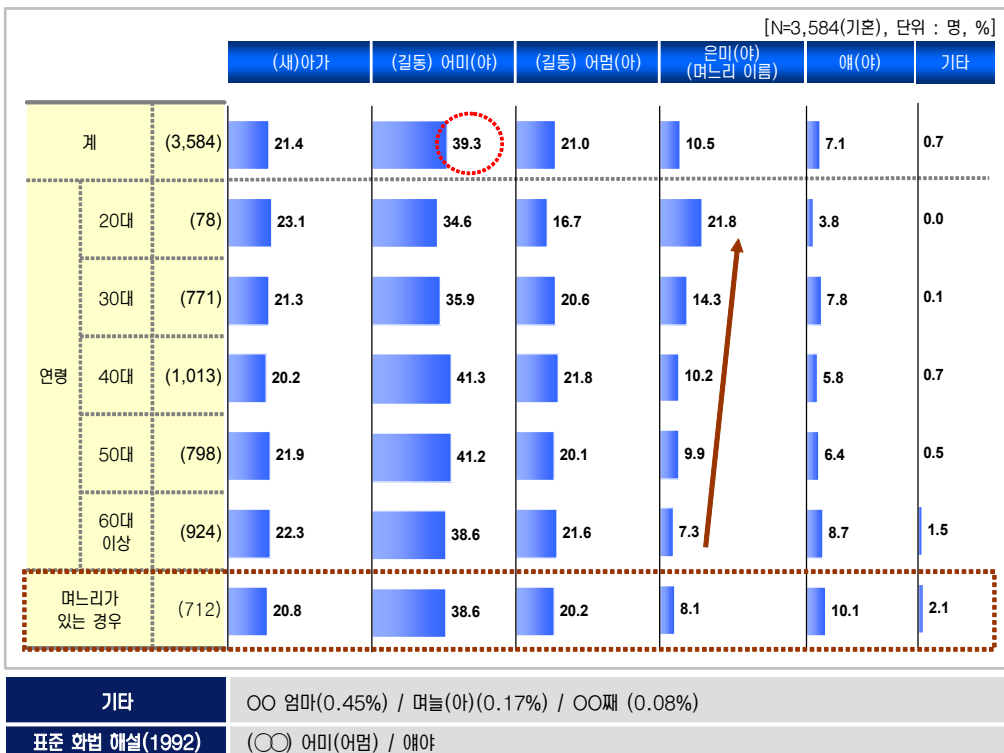 [N=3,584(기혼), 단위 : 명, %]
(새)아가 (길동) 어미(야) (길동) 어멈(아) 은미(야) 얘(야) 기타
(며느리 이름)
계 (3,584) 21.4 39.3 21.0 10.5 7.1 0.7
연령
20대 (78) 23.1 34.6 16.7 21.8 3.8 0.0
30대 (771) 21.3 35.9 20.6 14.3 7.8 0.1
40대 (1,013) 20.2 41.3 21.8 10.2 5.8 0.7
50대 (798) 21.9 41.2 20.1 9.9 6.4 0.5
60대
이상 (924) 22.3 38.6 21.6 7.3 8.7 1.5
며느리가
있는 경우 (712) 20.8 38.6 20.2 8.1 10.1 2.1
기타 OO 엄마(0.45%) / 며늘(아)(0.17%) / OO째 (0.08%)
표준 화법 해설(1992) (○○) 어미(어멈) / 얘야